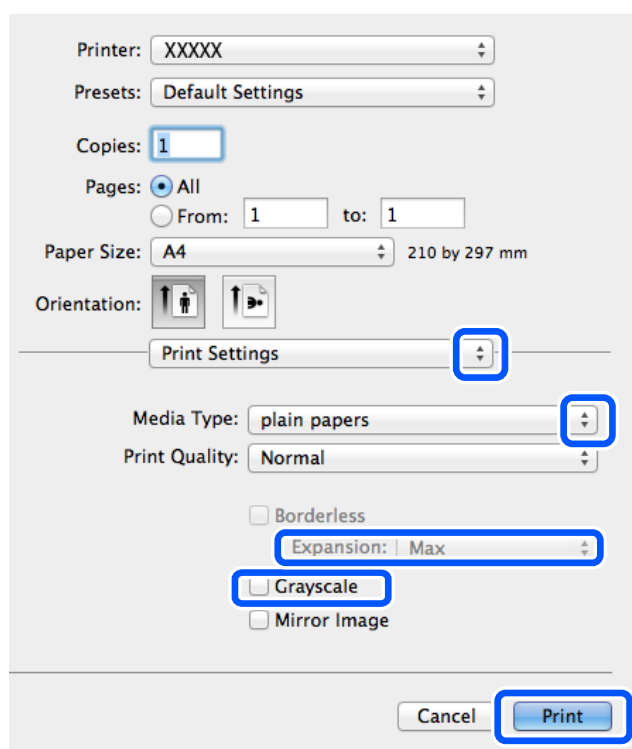 Printer: XXXXX
Presets: Default Settings
Copies: 1
Pages: All
From: 1 to: 1
Paper Size: A4 210 by 297 mm
Orientation:
Print Settings
Media Type: plain papers
Print Quality: Normal
Borderless
Expansion: Max
Grayscale
Mirror Image
Cancel Print